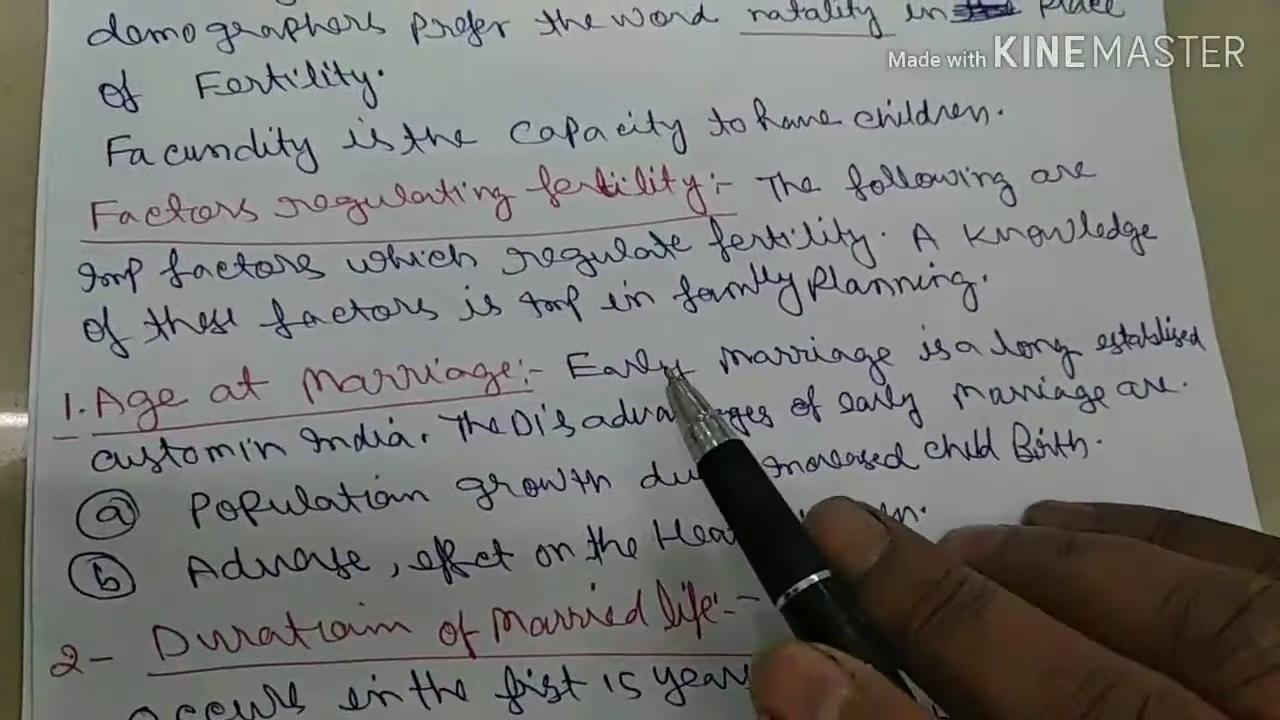 demographers prefer the word natality in place
of Fertility.
Made with KINEMASTER
Facundity is the capacity to have children.
Factors regulating fertility:- The following are
Imp factors which regulate fertility. A Knowledge
of these factors is Imp in family planning.
1. Age at Marriage:- Early Marriage is a long establised
custom in India. The Disadvantages of early Marriage are.
(a) Population growth due Increased child Birth.
(b) Advarse, effect on the
2- Duration of Married life:-
occurs in the fist 15 years